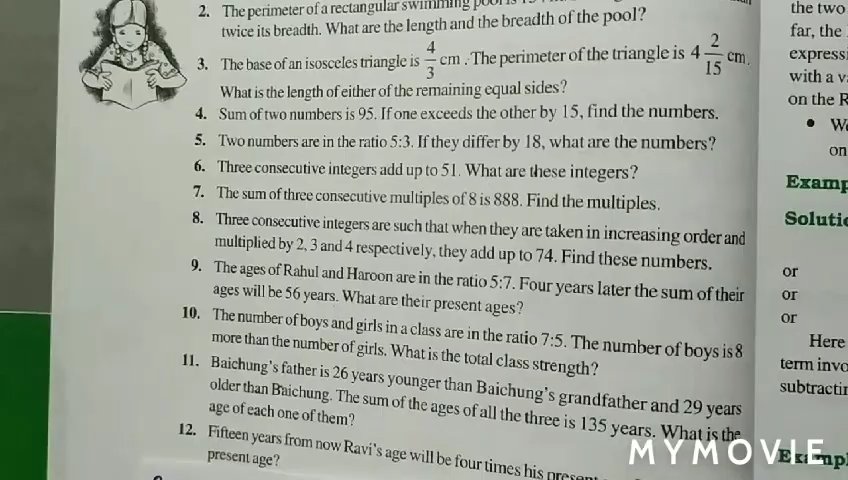 2. The perimeter of a rectangular swimming pool is
twice its breadth. What are the length and the breadth of the pool?
3. The base of an isosceles triangle is 4/3 cm. The perimeter of the triangle is 4 2/15 cm.
What is the length of either of the remaining equal sides?
4. Sum of two numbers is 95. If one exceeds the other by 15, find the numbers.
5. Two numbers are in the ratio 5:3. If they differ by 18, what are the numbers?
6. Three consecutive integers add up to 51. What are these integers?
7. The sum of three consecutive multiples of 8 is 888. Find the multiples.
8. Three consecutive integers are such that when they are taken in increasing order and
multiplied by 2, 3 and 4 respectively, they add up to 74. Find these numbers.
9. The ages of Rahul and Haroon are in the ratio 5:7. Four years later the sum of their
ages will be 56 years. What are their present ages?
10. The number of boys and girls in a class are in the ratio 7:5. The number of boys is 8
more than the number of girls. What is the total class strength?
11. Baichung's father is 26 years younger than Baichung's grandfather and 29 years
older than Baichung. The sum of the ages of all the three is 135 years. What is the
age of each one of them?
12. Fifteen years from now Ravi's age will be four times his present
present age?
the two
far, the
expressi
with a v
on the R
• We
on
Examp
Solutio
or
or
or
Here
term invo
subtractin
Exampl
MYMOVIE